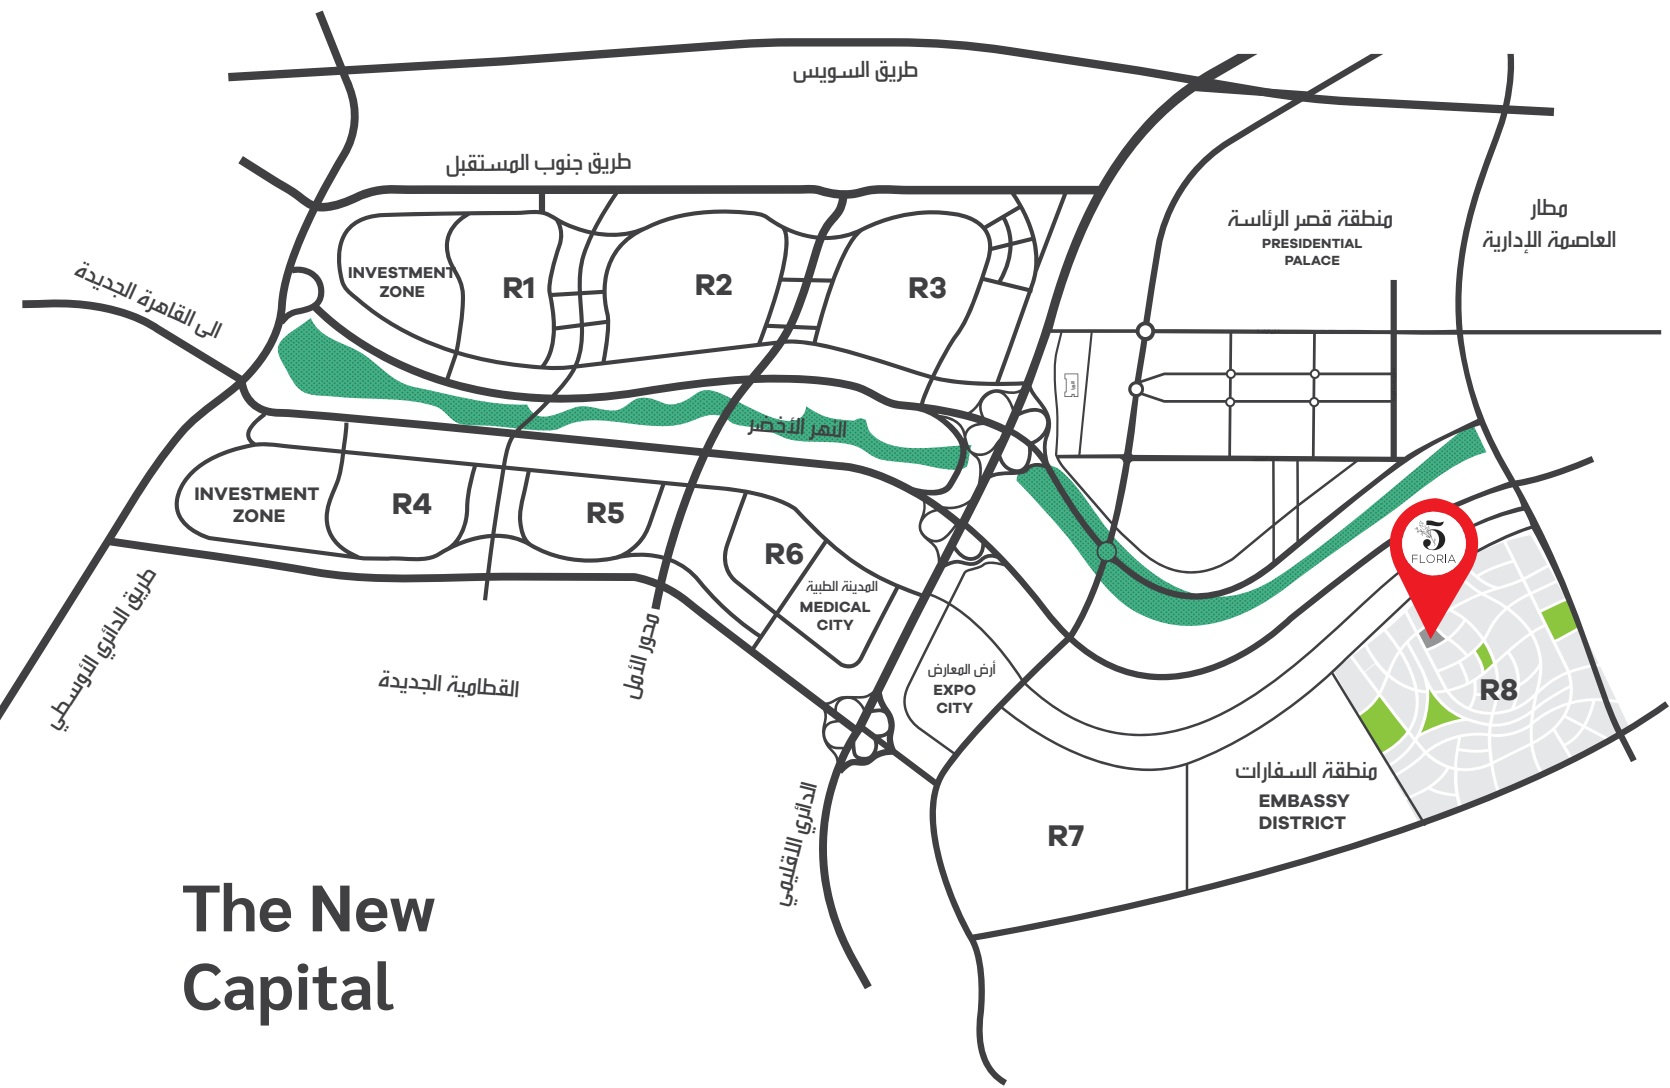 طريق السويس
طريق جنوب المستقبل
منطقة قصر الرئاسة
PRESIDENTIAL
PALACE
مطار
العاصمة الإدارية
الى القاهرة الجديدة
INVESTMENT
ZONE
R1
R2
R3
النهر الأخضر
INVESTMENT
ZONE
R4
R5
R6
المدينة الطبية
MEDICAL
CITY
5
FLORIA
طريق الدائري الأوسطي
القطامية الجديدة
محور الأمل
أرض المعارض
EXPO
CITY
R8
منطقة السفارات
EMBASSY
DISTRICT
R7
الدائري الاقليمي
The New
Capital